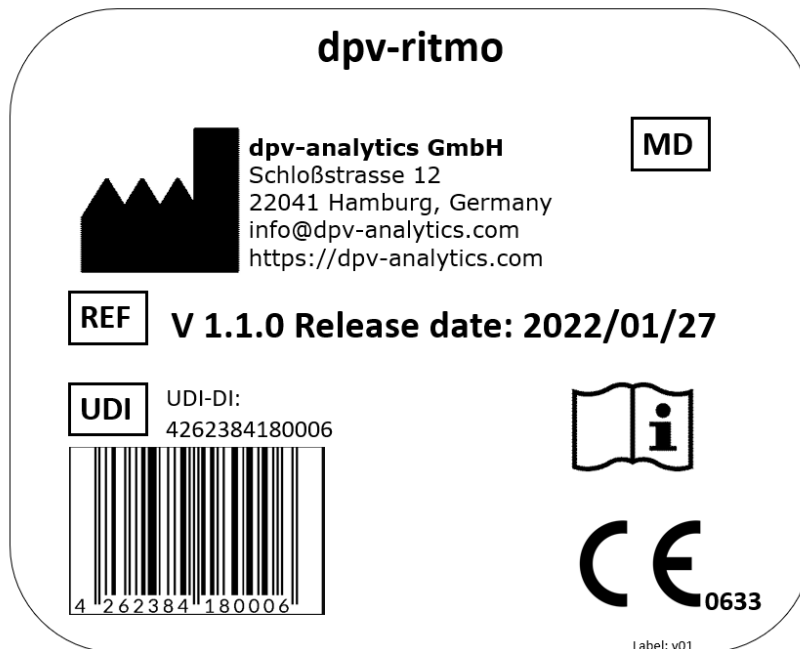 dpv-ritmo
dpv-analytics GmbH
Schloßstrasse 12
22041 Hamburg, Germany
info@dpv-analytics.com
https://dpv-analytics.com
MD
REF
V 1.1.0 Release date: 2022/01/27
UDI
UDI-DI:
4262384180006
i
4 262384 180006
CE
0633
Label: v01